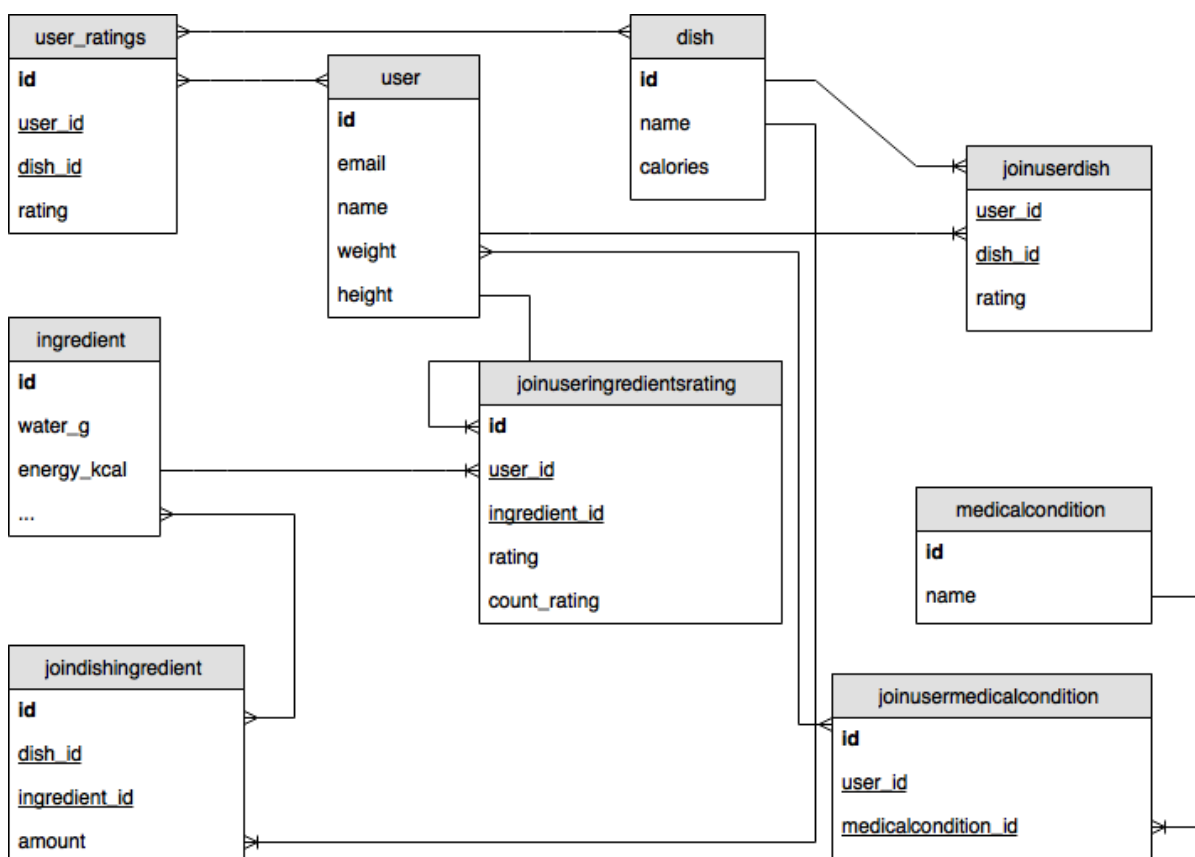 user_ratings
id
user_id
dish_id
rating
user
id
email
name
weight
height
dish
id
name
calories
joinuserdish
user_id
dish_id
rating
ingredient
id
water_g
energy_kcal
...
joinuseringredientsrating
id
user_id
ingredient_id
rating
count_rating
medicalcondition
id
name
joindishingredient
id
dish_id
ingredient_id
amount
joinusermedicalcondition
id
user_id
medicalcondition_id